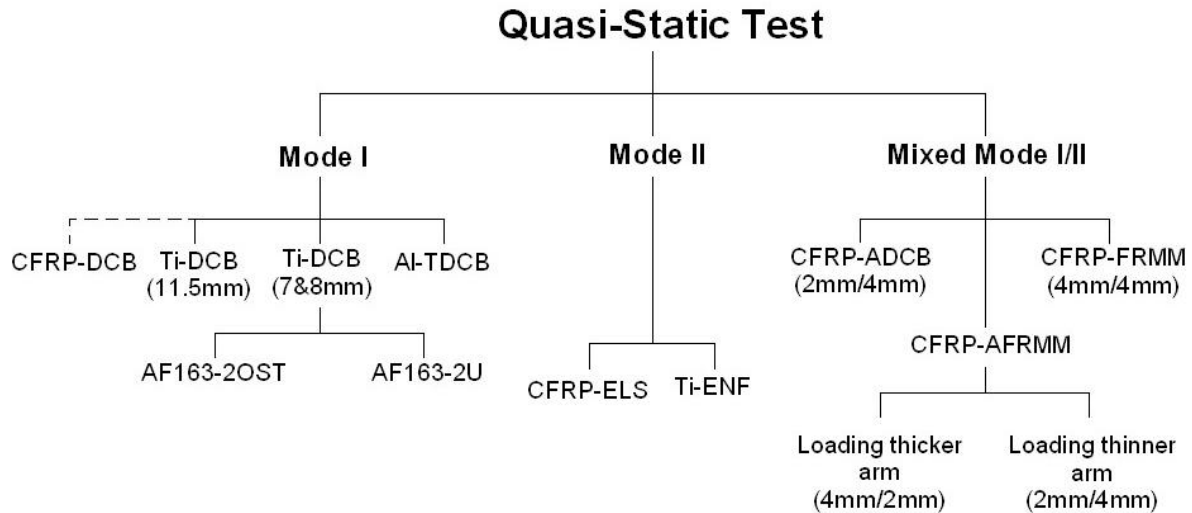 Quasi-Static Test
Mode I
Mode II
Mixed Mode I/II
CFRP-DCB
Ti-DCB
(11.5mm)
Ti-DCB
(7&8mm)
Al-TDCB
CFRP-ADCB
(2mm/4mm)
CFRP-FRMM
(4mm/4mm)
AF163-2OST
AF163-2U
CFRP-ELS
Ti-ENF
CFRP-AFRMM
Loading thicker
arm
(4mm/2mm)
Loading thinner
arm
(2mm/4mm)